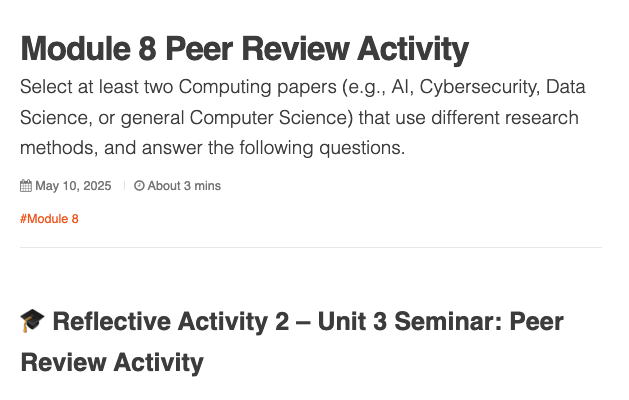 Module 8 Peer Review Activity
Select at least two Computing papers (e.g., AI, Cybersecurity, Data
Science, or general Computer Science) that use different research
methods, and answer the following questions.
May 10, 2025 | About 3 mins
#Module 8
🎓 Reflective Activity 2 – Unit 3 Seminar: Peer
Review Activity